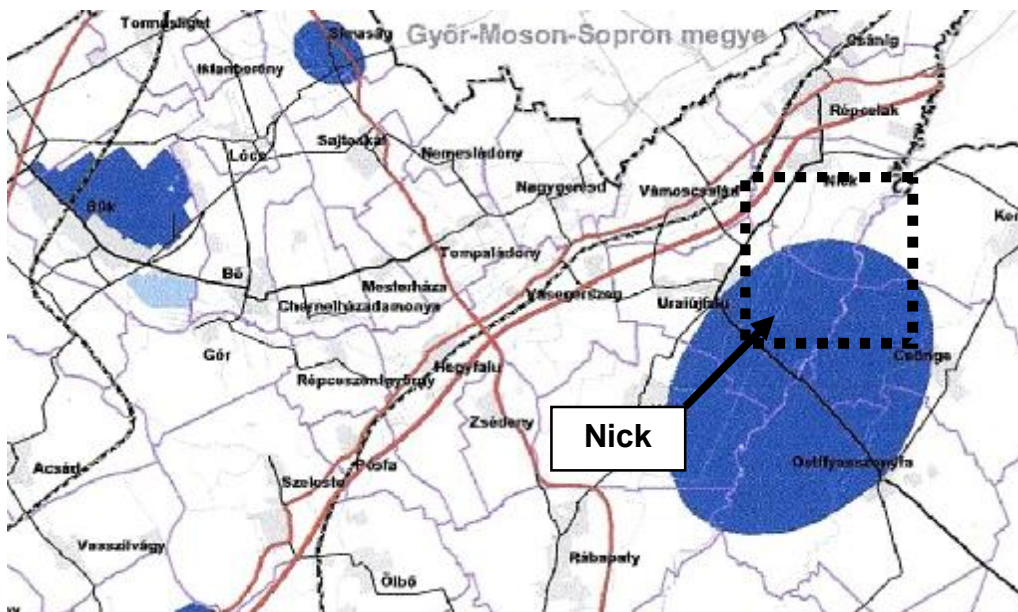 Tormásliget
Simaság
Győr-Moson-Sopron megye
Csánig
Iklanberény
Répcelak
Sajtoskál
Lócs
Nemesládony
Nagygeresd
Vámoscsalád
Nick
Bük
Tompaládony
Bő
Mesterháza
Vasegerszeg
Chernelházadamonya
Uraiújfalu
Gór
Csönge
Hegyfalu
Répceszentgyörgy
Zsédeny
Nick
Acsád
Pósfa
Ostffyasszonyfa
Szeleste
Vasszilvágy
Rábapaty
Ölbő